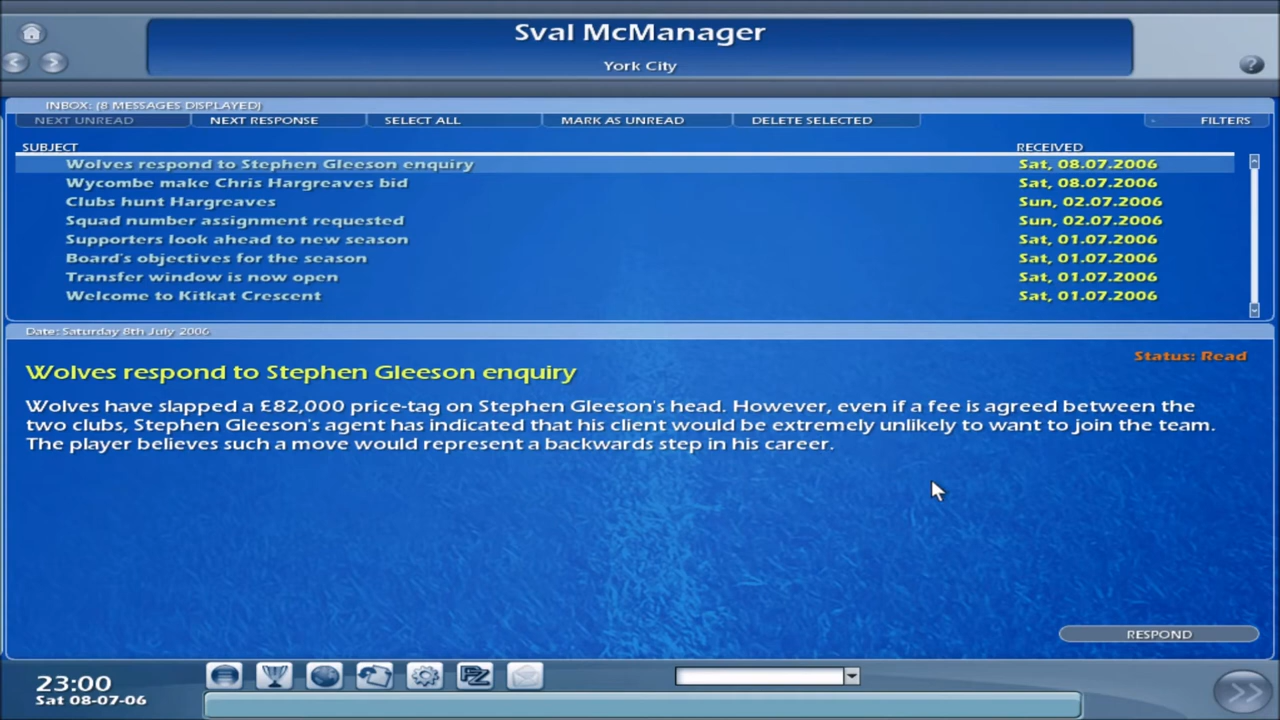 Sval McManager
York City
?
INBOX: (8 MESSAGES DISPLAYED)
NEXT UNREAD NEXT RESPONSE SELECT ALL MARK AS UNREAD DELETE SELECTED FILTERS
SUBJECT RECEIVED
Wolves respond to Stephen Gleeson enquiry Sat, 08.07.2006
Wycombe make Chris Hargreaves bid Sat, 08.07.2006
Clubs hunt Hargreaves Sun, 02.07.2006
Squad number assignment requested Sun, 02.07.2006
Supporters look ahead to new season Sat, 01.07.2006
Board's objectives for the season Sat, 01.07.2006
Transfer window is now open Sat, 01.07.2006
Welcome to Kitkat Crescent Sat, 01.07.2006
Date: Saturday 8th July 2006
Status: Read
Wolves respond to Stephen Gleeson enquiry
Wolves have slapped a £82,000 price-tag on Stephen Gleeson's head. However, even if a fee is agreed between the
two clubs, Stephen Gleeson's agent has indicated that his client would be extremely unlikely to want to join the team.
The player believes such a move would represent a backwards step in his career.
RESPOND
23:00
Sat 08-07-06